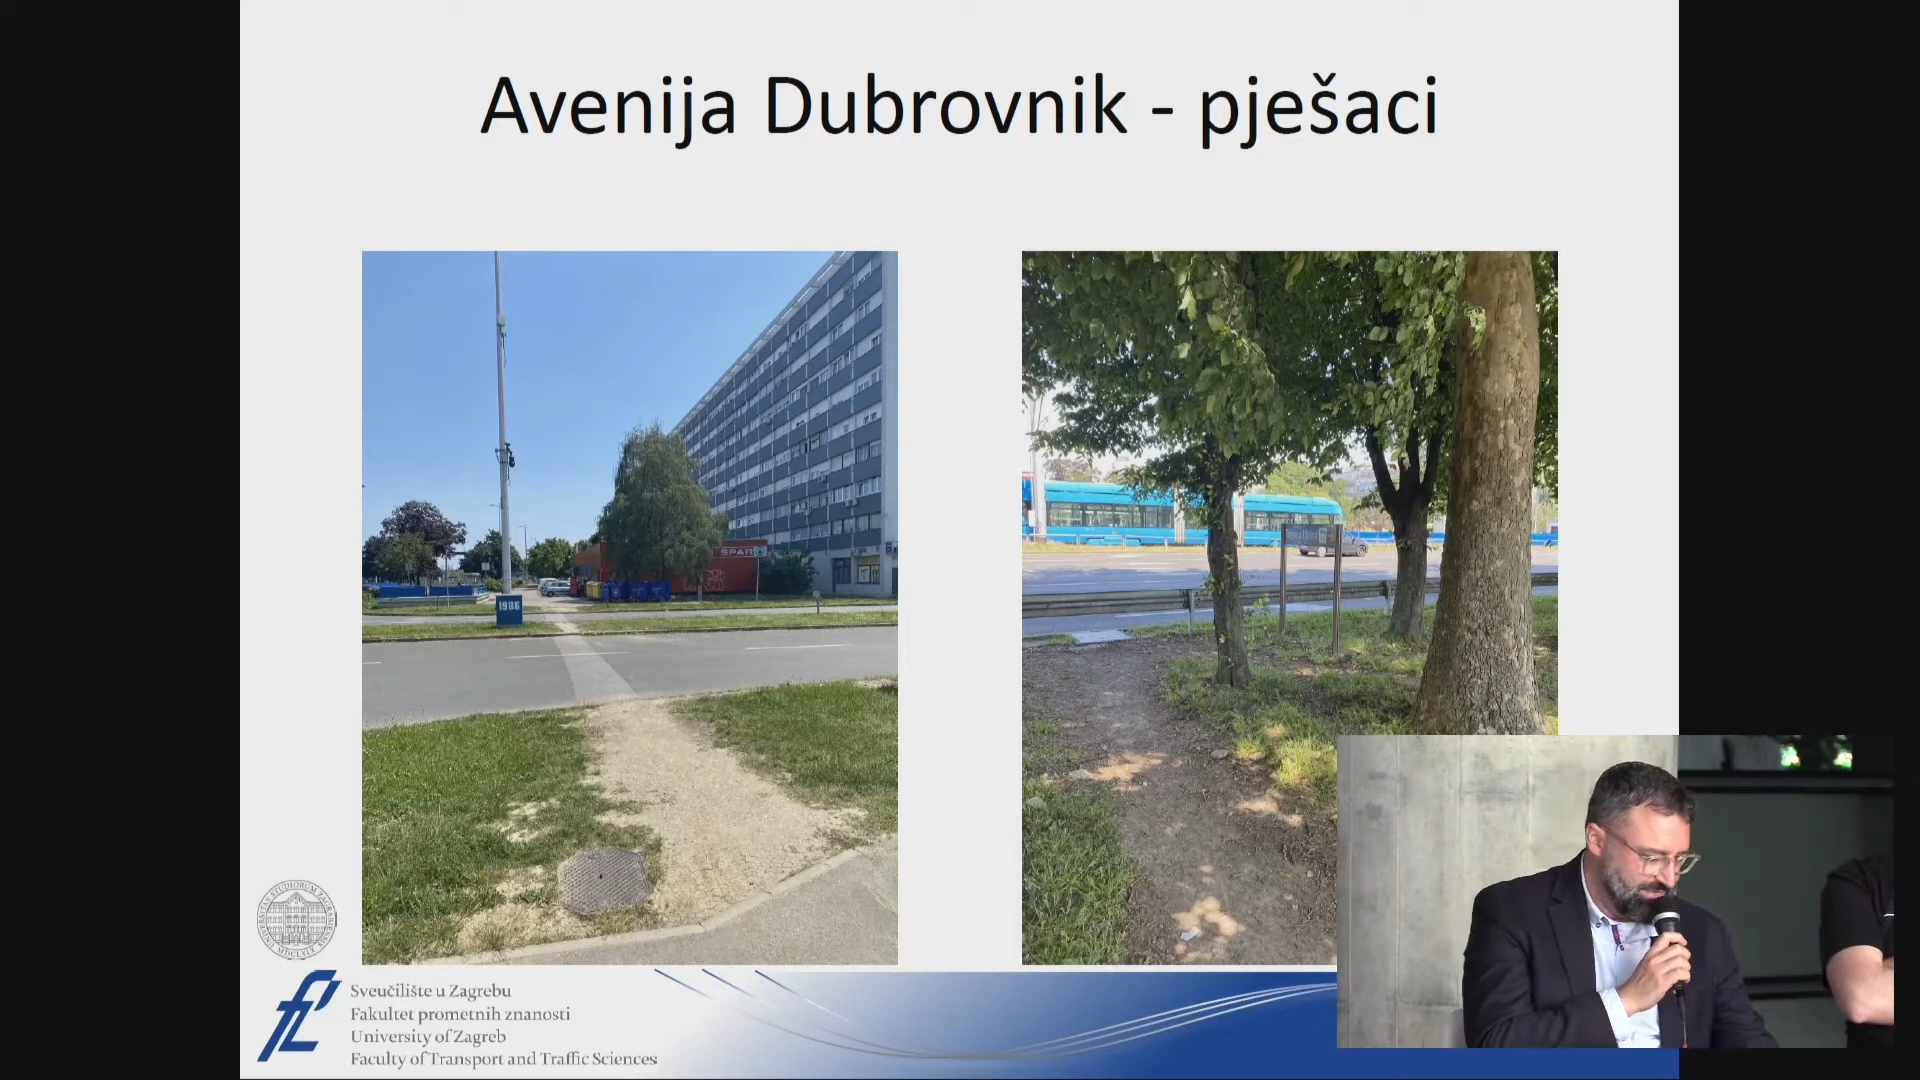 Avenija Dubrovnik - pješaci
SPAR
1986
Sveučilište u Zagrebu
Fakultet prometnih znanosti
University of Zagreb
Faculty of Transport and Traffic Sciences